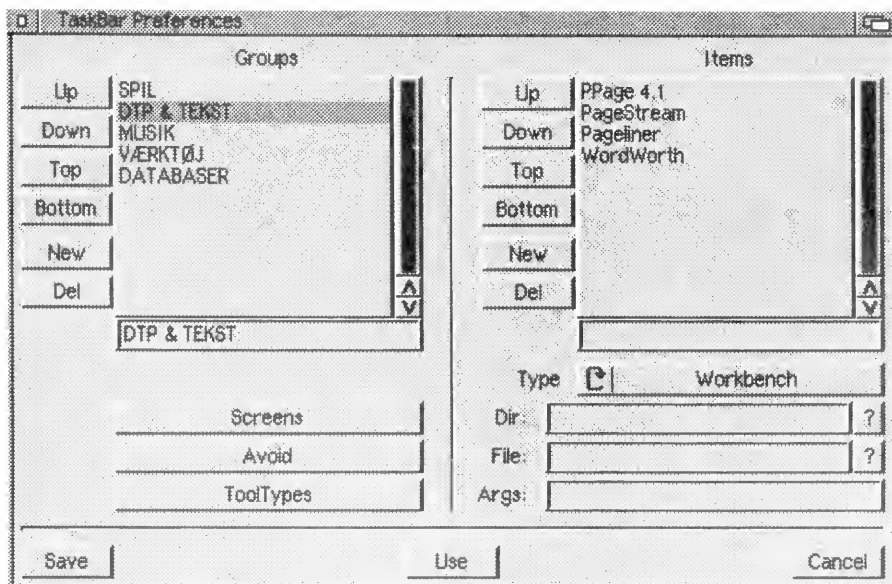 TaskBar Preferences
Groups
Up
Down
Top
Bottom
New
Del
SPIL
DTP & TEKST
MUSIK
VÆRKTØJ
DATABASER
DTP & TEKST
Screens
Avoid
ToolTypes
Items
Up
Down
Top
Bottom
New
Del
PPage 4.1
PageStream
Pageliner
WordWorth
Type Workbench
Dir: ?
File: ?
Args:
Save Use Cancel